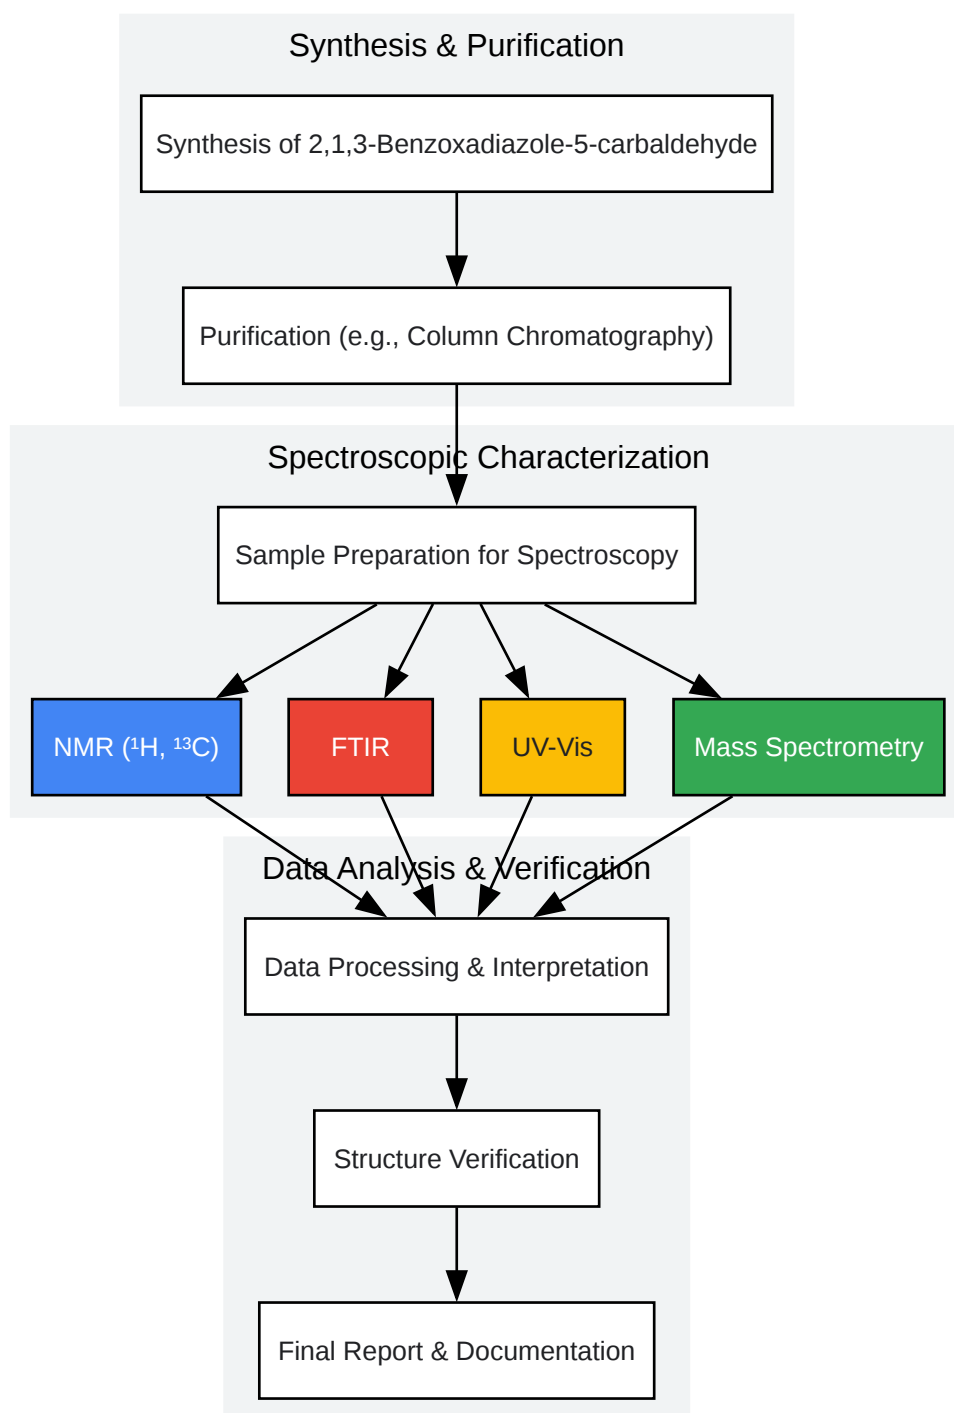 Synthesis & Purification
Synthesis of 2,1,3-Benzoxadiazole-5-carbaldehyde
Purification (e.g., Column Chromatography)
Spectroscopic Characterization
Sample Preparation for Spectroscopy
NMR (¹H, ¹³C)
FTIR
UV-Vis
Mass Spectrometry
Data Analysis & Verification
Data Processing & Interpretation
Structure Verification
Final Report & Documentation